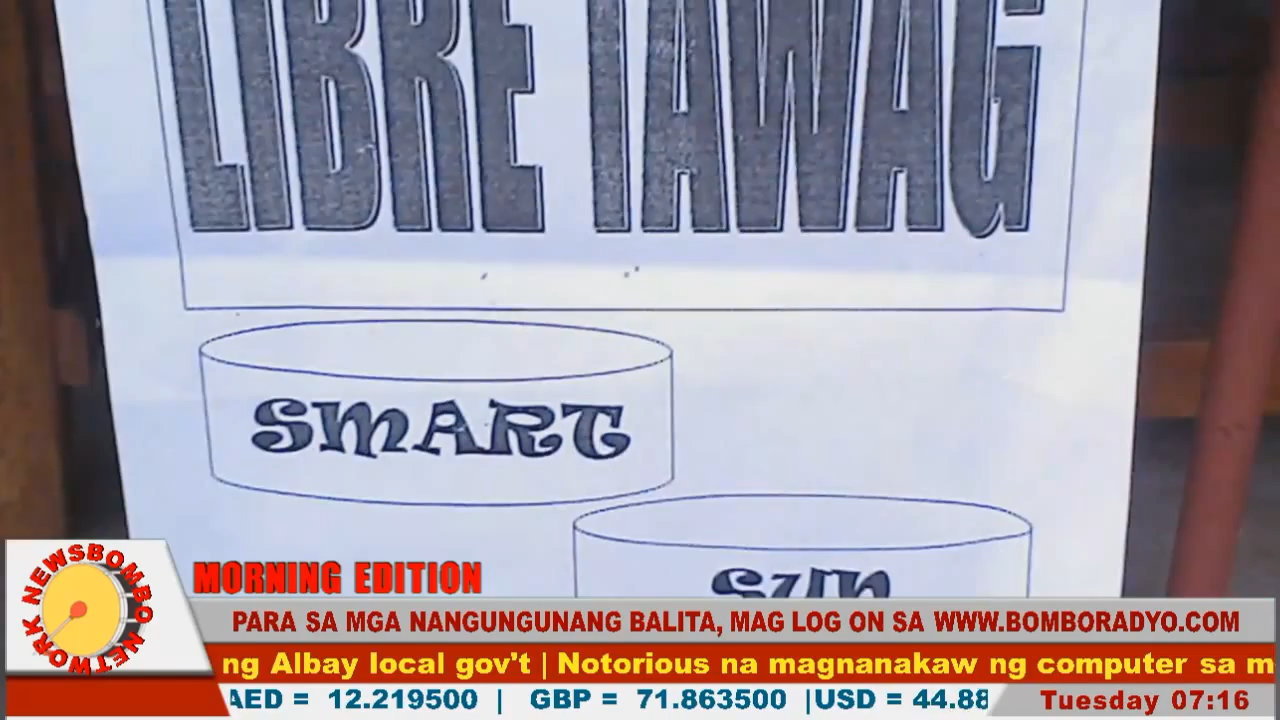 LIBRE TAWAG
SMART
SUN
NEWSBOMBO NETWORK
MORNING EDITION
PARA SA MGA NANGUNGUNANG BALITA, MAG LOG ON SA WWW.BOMBORADYO.COM
ng Albay local gov't | Notorious na magnanakaw ng computer sa m
AED = 12.219500 | GBP = 71.863500 |USD = 44.88
Tuesday 07:16